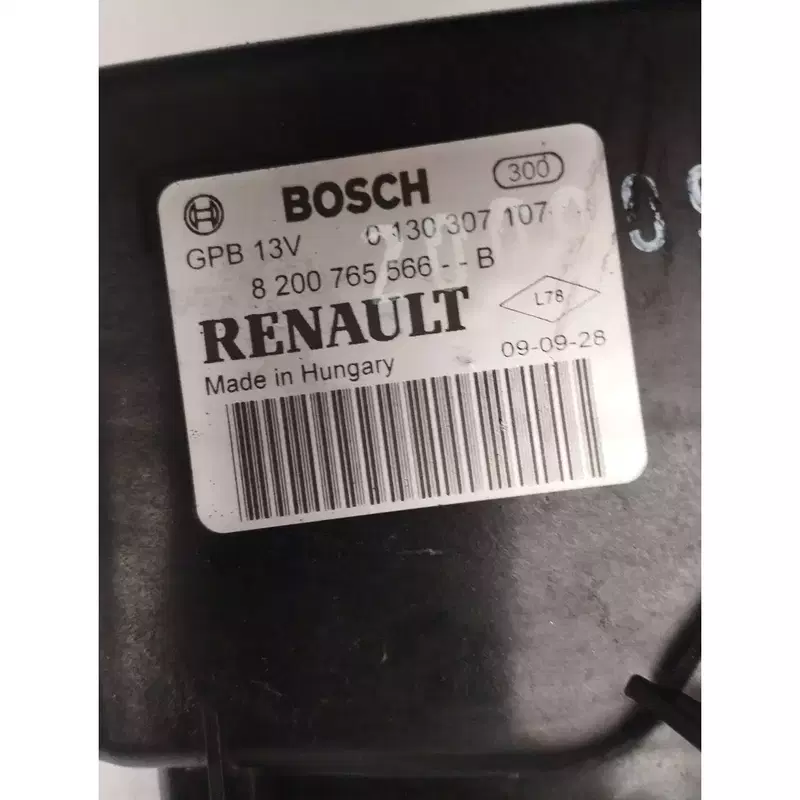 BOSCH 300
GPB 13V 0 130 307 107
8 200 765 566 - - B
RENAULT L78
Made in Hungary 09-09-28